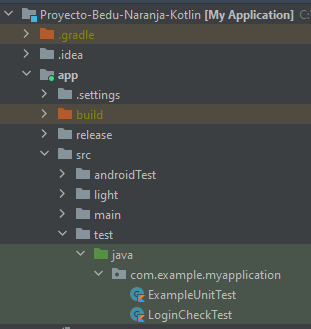 Proyecto-Bedu-Naranja-Kotlin [My Application]
.gradle
.idea
app
.settings
build
release
src
androidTest
light
main
test
java
com.example.myapplication
ExampleUnitTest
LoginCheckTest